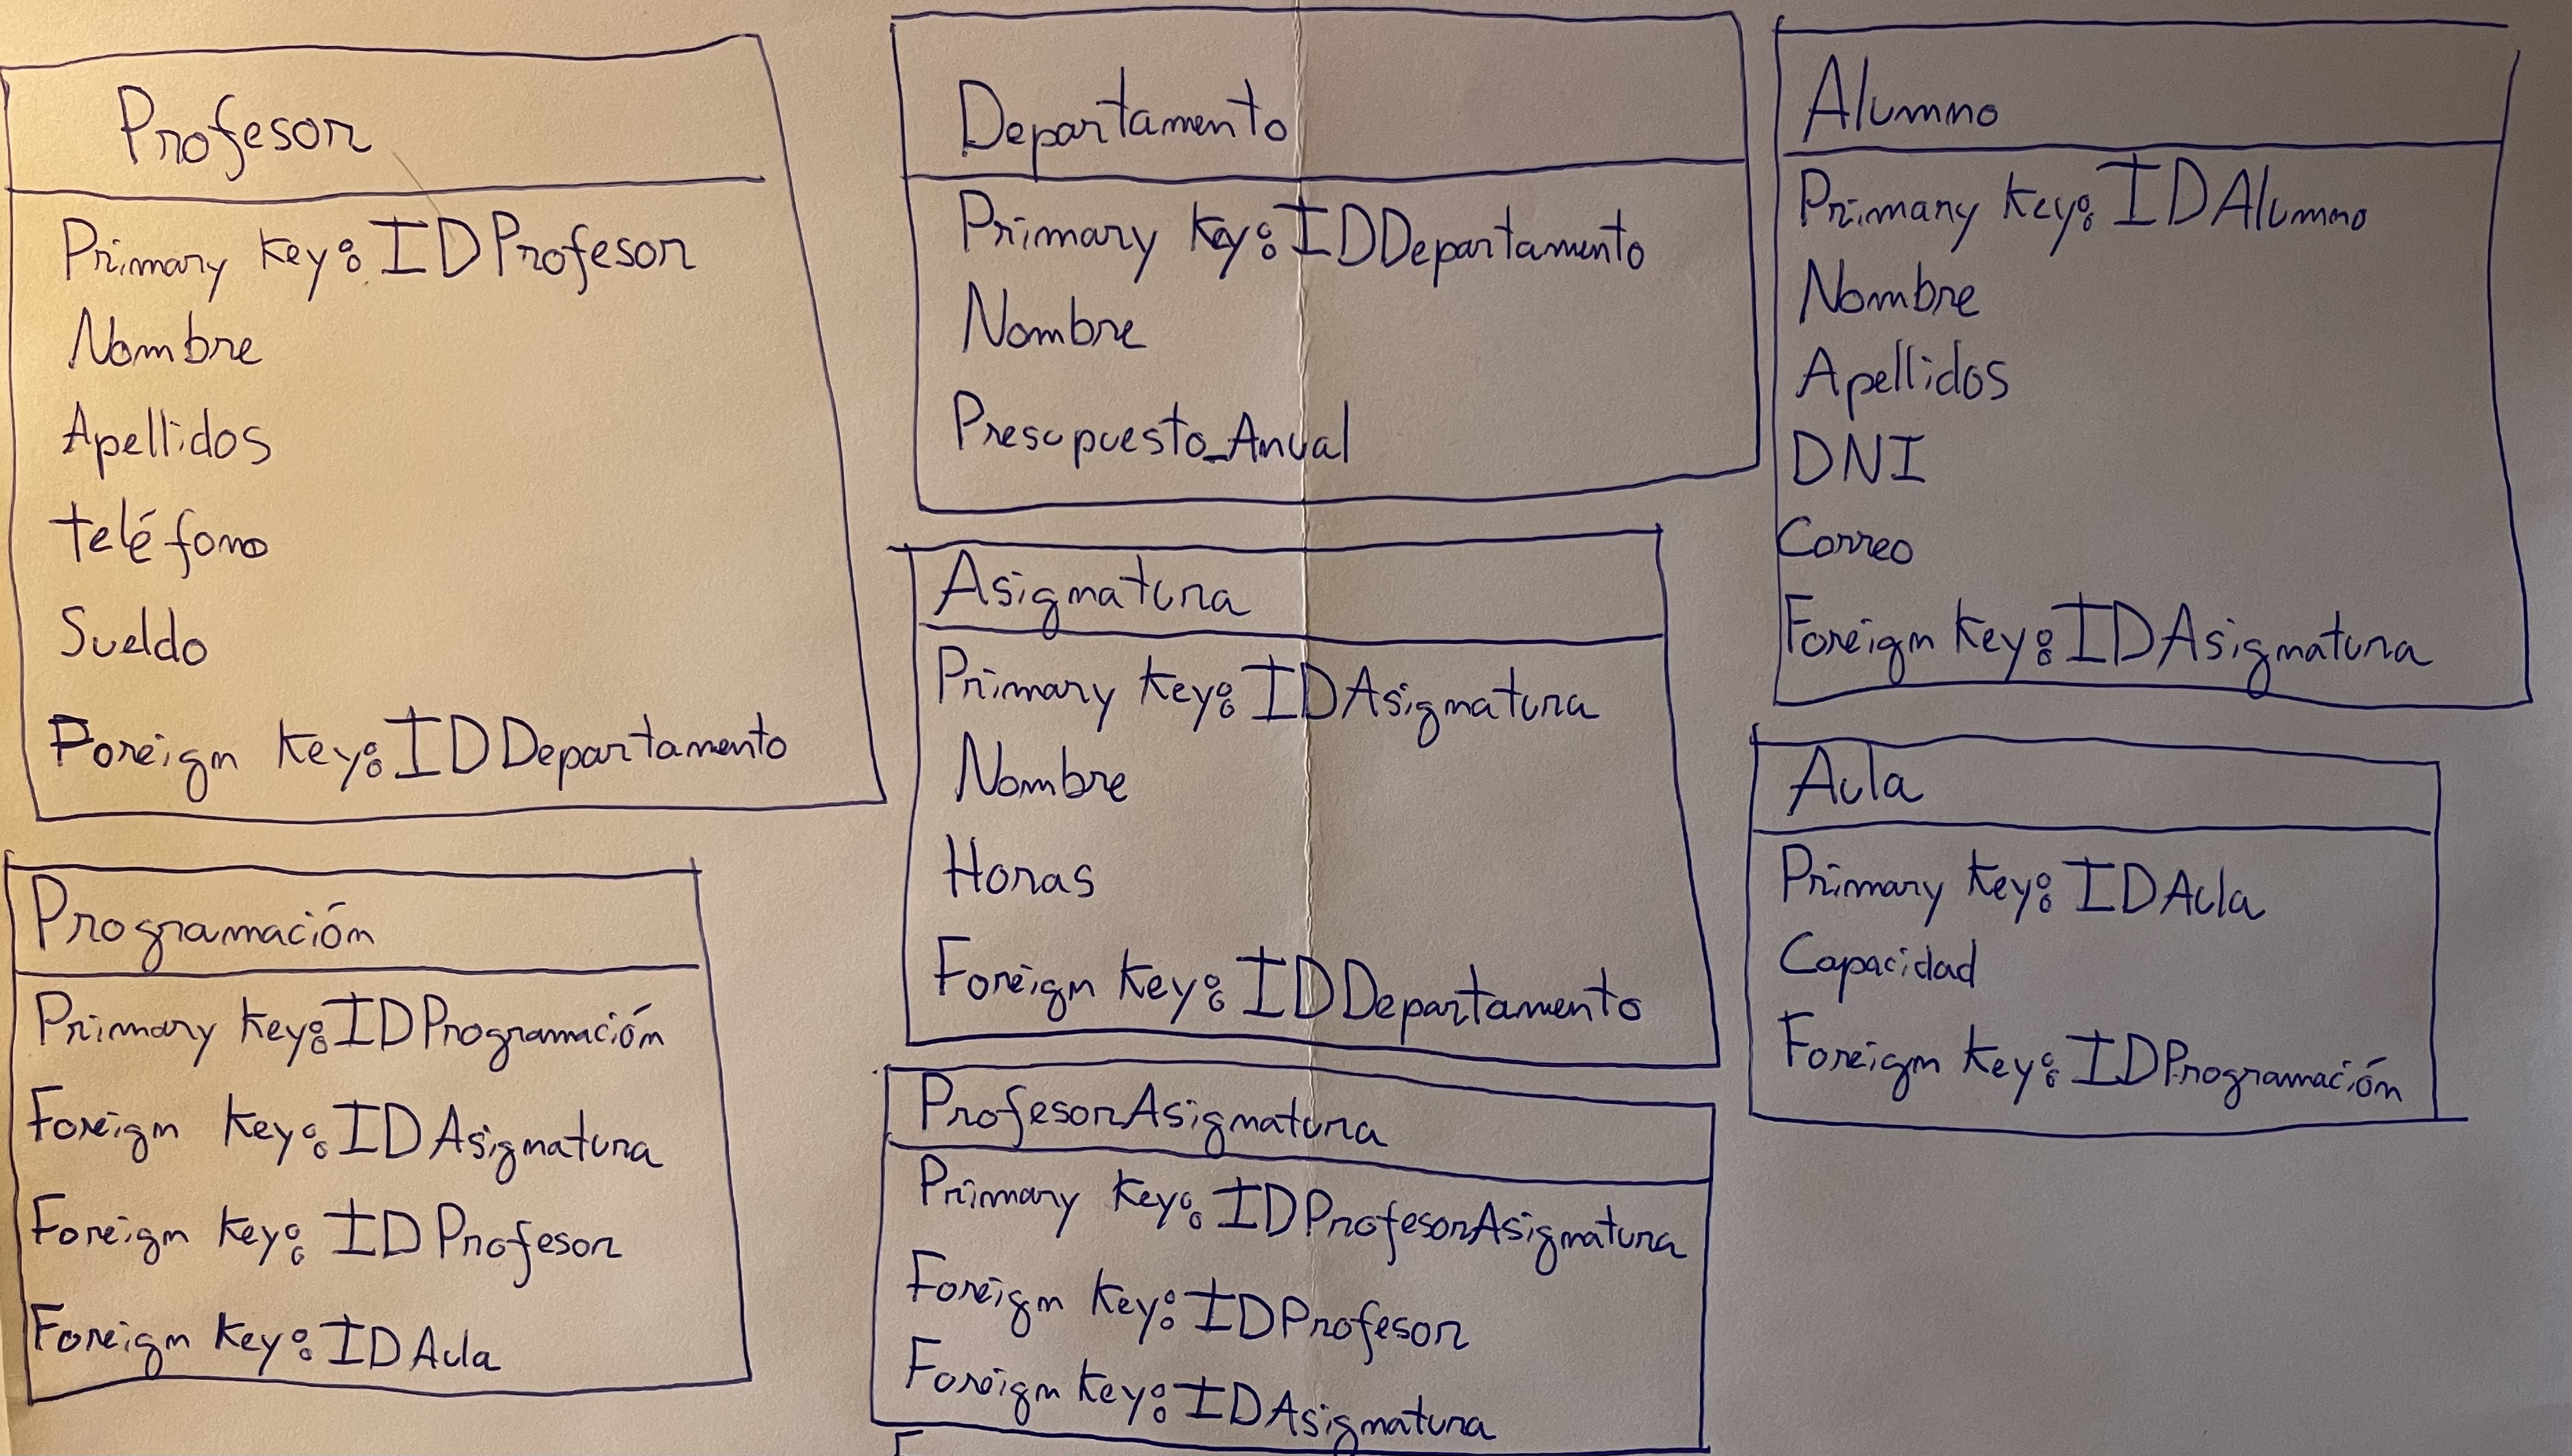 Profesor
Primary Key: IDProfesor
Nombre
Apellidos
teléfono
Sueldo
Foreign Key: IDDepartamento
Programación
Primary Key: IDProgramación
Foreign Key: IDAsignatura
Foreign Key: IDProfesor
Foreign Key: IDAula
Departamento
Primary Key: IDDepartamento
Nombre
Presupuesto_Anual
Asignatura
Primary Key: IDAsignatura
Nombre
Horas
Foreign Key: IDDepartamento
ProfesorAsignatura
Primary Key: IDProfesorAsignatura
Foreign Key: IDProfesor
Foreign Key: IDAsignatura
Alumno
Primary Key: IDAlumno
Nombre
Apellidos
DNI
Correo
Foreign Key: IDAsignatura
Aula
Primary Key: IDAula
Capacidad
Foreign Key: IDProgramación